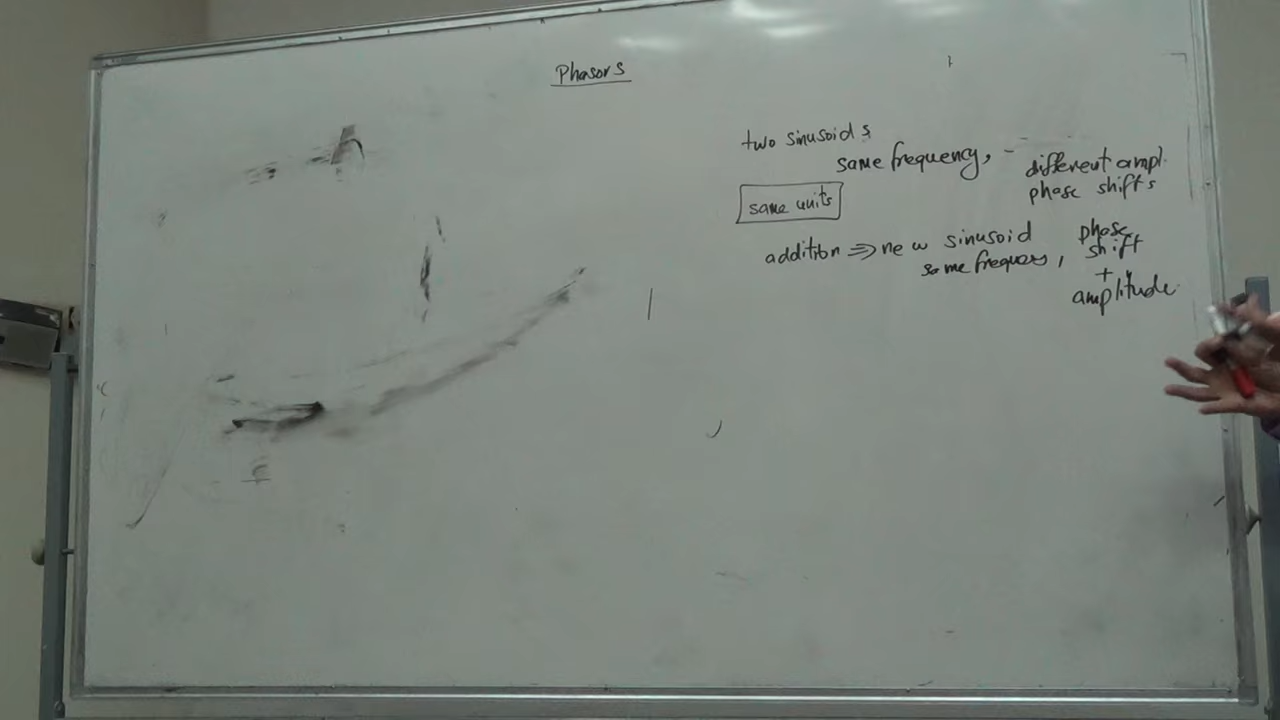 Phasors
two sinusoids
same frequency, - different ampl.
phase shifts
same units
addition ⇒ new sinusoid phase
same frequency, shift
+
amplitude